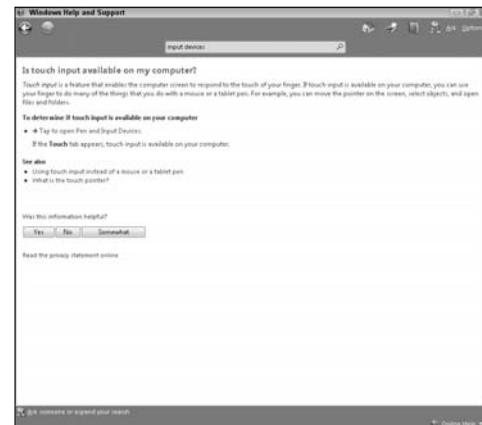 Windows Help and Support
Ask Options
input devices
Is touch input available on my computer?
Touch input is a feature that enables the computer screen to respond to the touch of your finger. If touch input is available on your computer, you can use
your finger to do many of the things that you do with a mouse or a tablet pen. For example, you can move the pointer on the screen, select objects, and open
files and folders.
To determine if touch input is available on your computer
Tap to open Pen and Input Devices.
If the Touch tab appears, touch input is available on your computer.
See also
Using touch input instead of a mouse or a tablet pen
What is the touch pointer?
Was this information helpful?
Yes No Somewhat
Read the privacy statement online
Ask someone or expand your search
Online Help